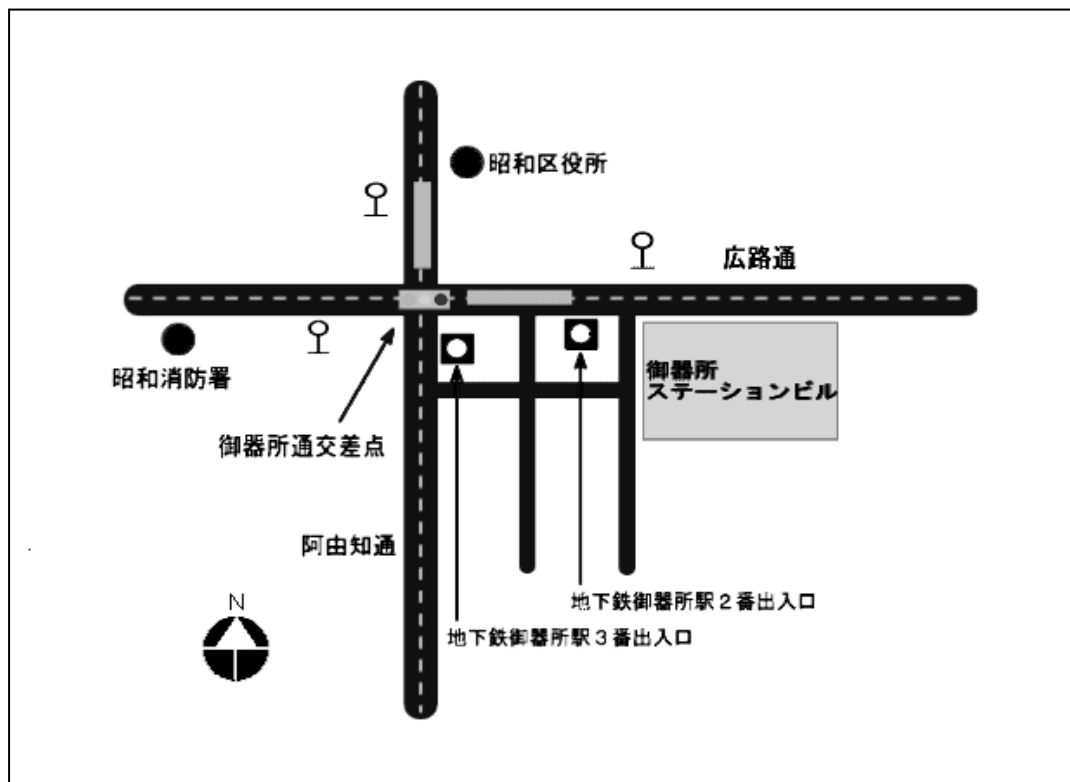 昭和区役所
広路通
昭和消防署
御器所
ステーションビル
御器所通交差点
阿由知通
地下鉄御器所駅2番出入口
N
地下鉄御器所駅3番出入口